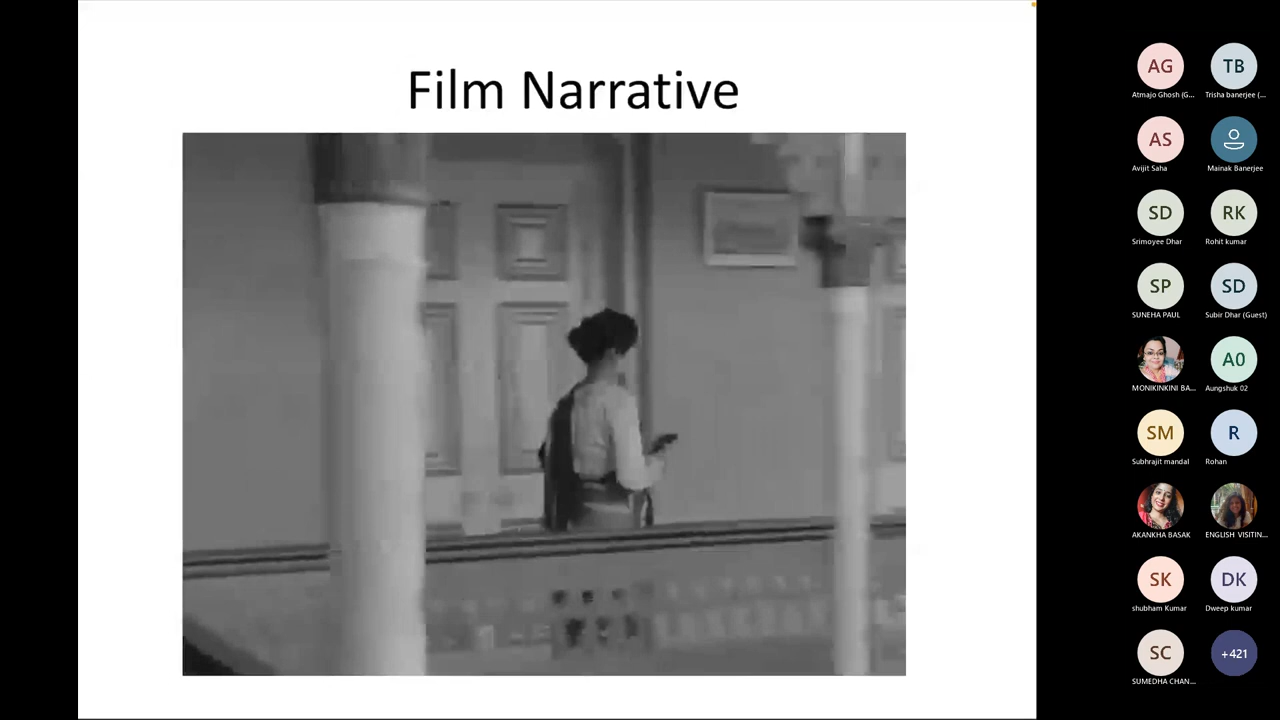 Film Narrative
AG
TB
Atmajo Ghosh (G...
Trisha banerjee (...
AS
Avijit Saha
Mainak Banerjee
SD
RK
Srimoyee Dhar
Rohit kumar
SP
SD
SUNEHA PAUL
Subir Dhar (Guest)
A0
MONIKINKINI BA...
Aungshuk 02
SM
R
Subhrajit mandal
Rohan
AKANKHA BASAK
ENGLISH VISITIN...
SK
DK
shubham Kumar
Dweep kumar
SC
+421
SUMEDHA CHAN...